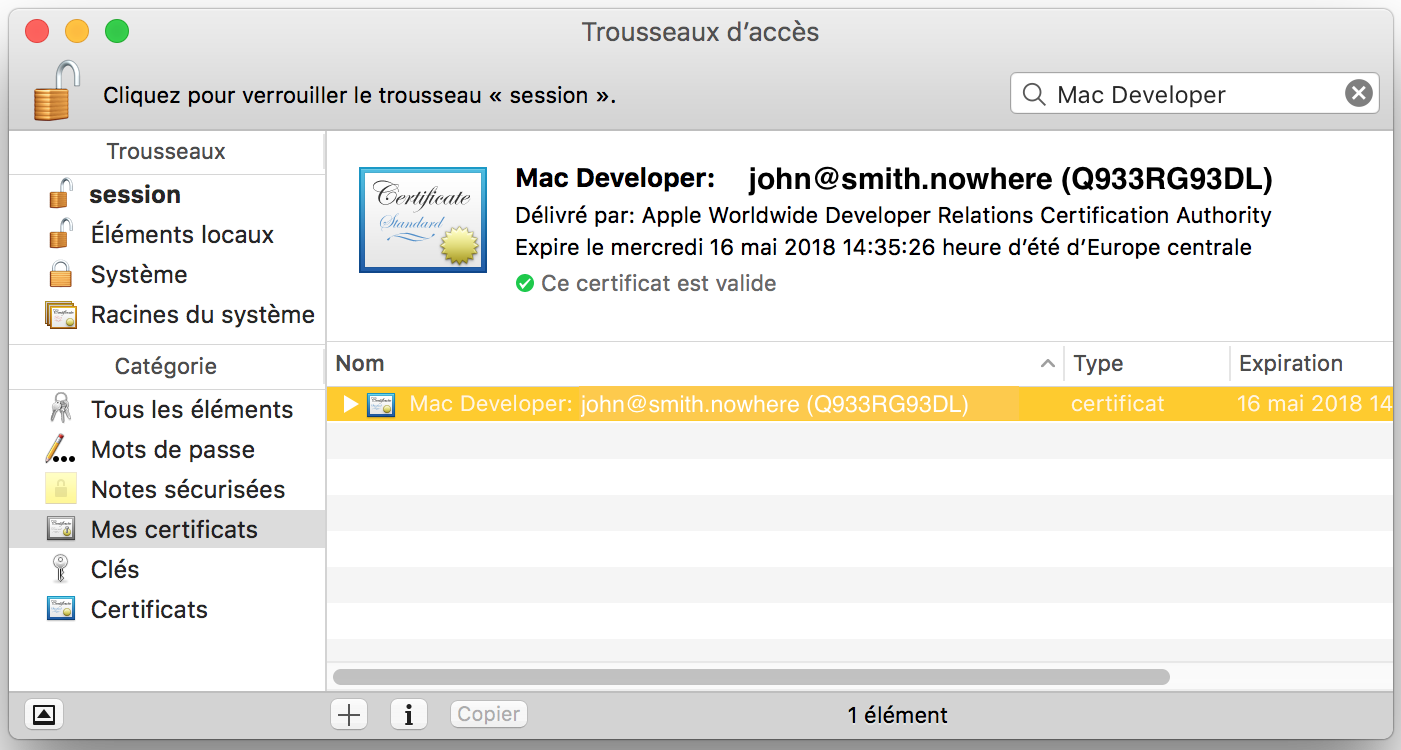 Trousseaux d’accès
Cliquez pour verrouiller le trousseau « session ».
Mac Developer
Trousseaux
session
Éléments locaux
Système
Racines du système
Catégorie
Tous les éléments
Mots de passe
Notes sécurisées
Mes certificats
Clés
Certificats
Certificate
Standard
Mac Developer: john@smith.nowhere (Q933RG93DL)
Délivré par: Apple Worldwide Developer Relations Certification Authority
Expire le mercredi 16 mai 2018 14:35:26 heure d’été d’Europe centrale
Ce certificat est valide
Nom Type Expiration
Mac Developer: john@smith.nowhere (Q933RG93DL) certificat 16 mai 2018 14
Copier
1 élément